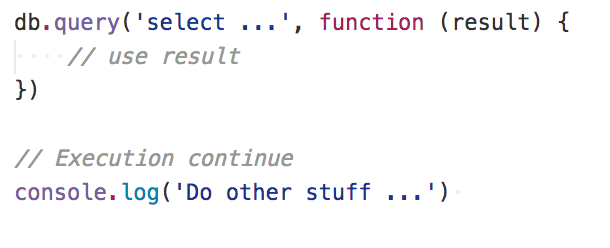 db.query('select ...', function (result) {
    // use result
})

// Execution continue
console.log('Do other stuff ...')